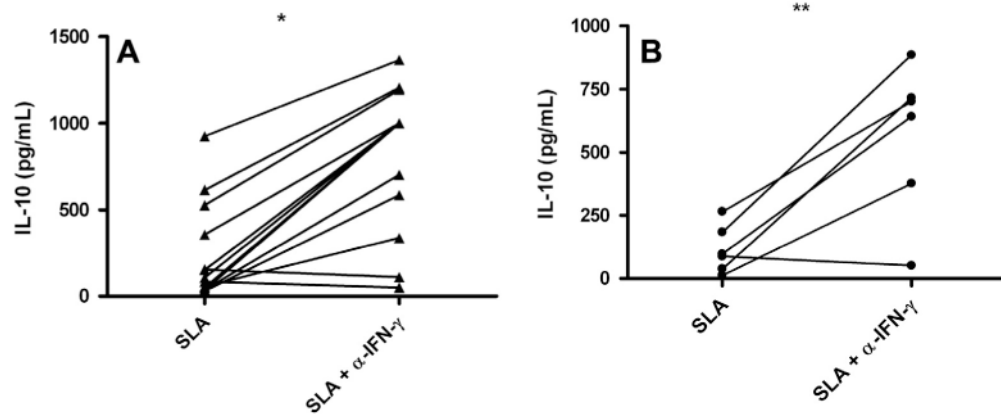 *
A
IL-10 (pg/mL)
1500
1000
500
0
SLA
SLA + α-IFN-γ
**
B
IL-10 (pg/mL)
1000
750
500
250
0
SLA
SLA + α-IFN-γ